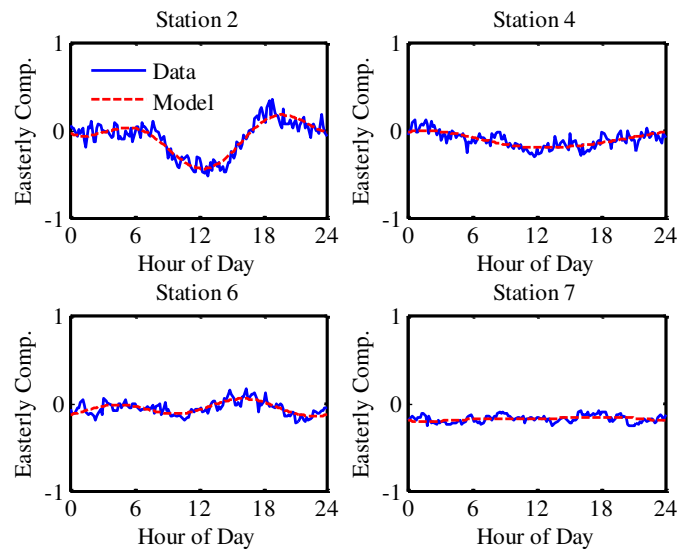 Station 2
Station 4
1
0
-1
Easterly Comp.
Data
Model
0 6 12 18 24
Hour of Day
1
0
-1
Easterly Comp.
0 6 12 18 24
Hour of Day
Station 6
Station 7
1
0
-1
Easterly Comp.
0 6 12 18 24
Hour of Day
1
0
-1
Easterly Comp.
0 6 12 18 24
Hour of Day